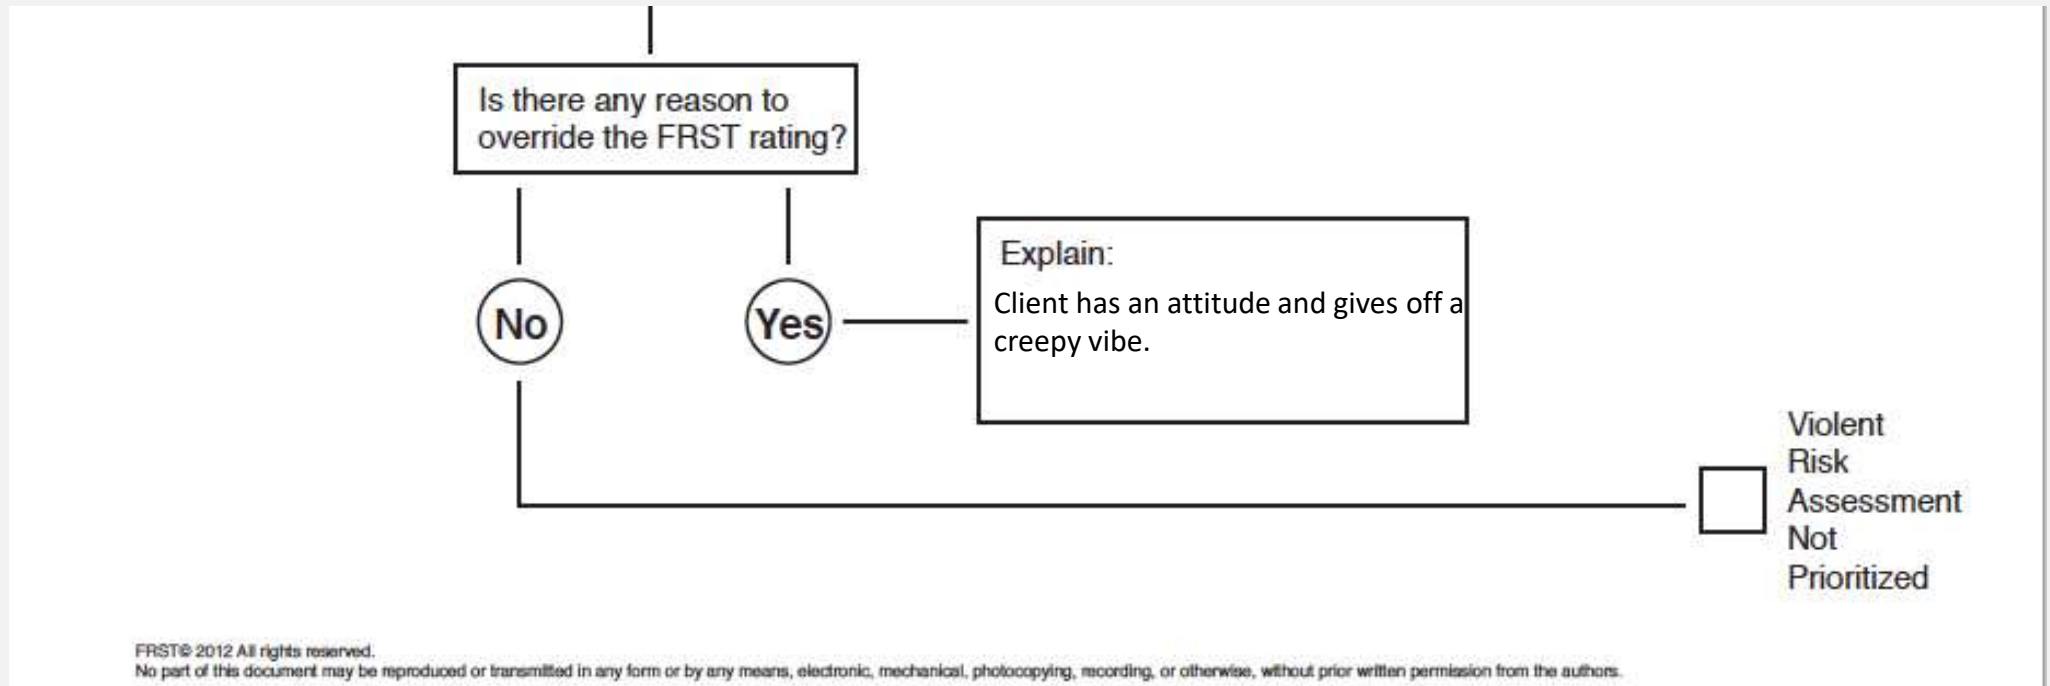 Is there any reason to
override the FRST rating?
No
Yes
Explain:
Client has an attitude and gives off a
creepy vibe.
Violent
Risk
Assessment
Not
Prioritized
FRST© 2012 All rights reserved.
No part of this document may be reproduced or transmitted in any form or by any means, electronic, mechanical, photocopying, recording, or otherwise, without prior written permission from the authors.